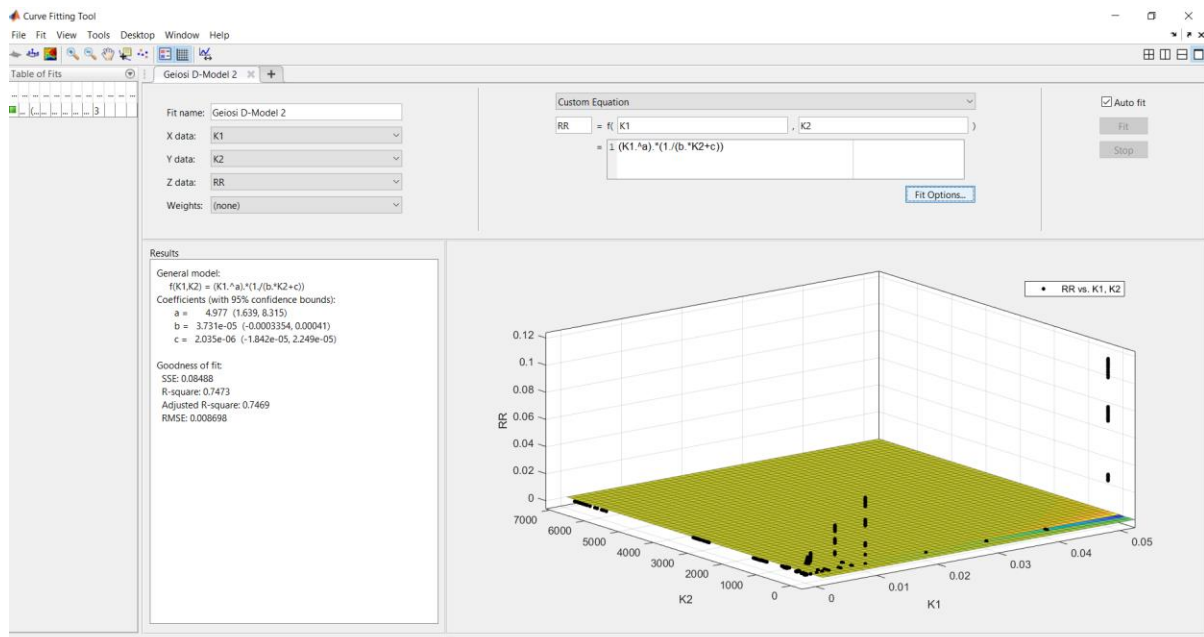 Curve Fitting Tool
File Fit View Tools Desktop Window Help
Table of Fits
Geiosi D-Model 2
3
Fit name: Geiosi D-Model 2
X data: K1
Y data: K2
Z data: RR
Weights: (none)
Custom Equation
RR = f( K1 , K2 )
= 1 (K1.^a).*(1./(b.*K2+c))
Fit Options...
Auto fit
Fit
Stop
Results
General model:
f(K1,K2) = (K1.^a).*(1./(b.*K2+c))
Coefficients (with 95% confidence bounds):
a = 4.977 (1.639, 8.315)
b = 3.731e-05 (-0.0003354, 0.00041)
c = 2.035e-06 (-1.842e-05, 2.249e-05)
Goodness of fit:
SSE: 0.08488
R-square: 0.7473
Adjusted R-square: 0.7469
RMSE: 0.008698
RR vs. K1, K2
0.12
0.1
0.08
0.06
0.04
0.02
0
RR
7000
6000
5000
4000
3000
2000
1000
0
K2
0
0.01
0.02
0.03
0.04
0.05
K1